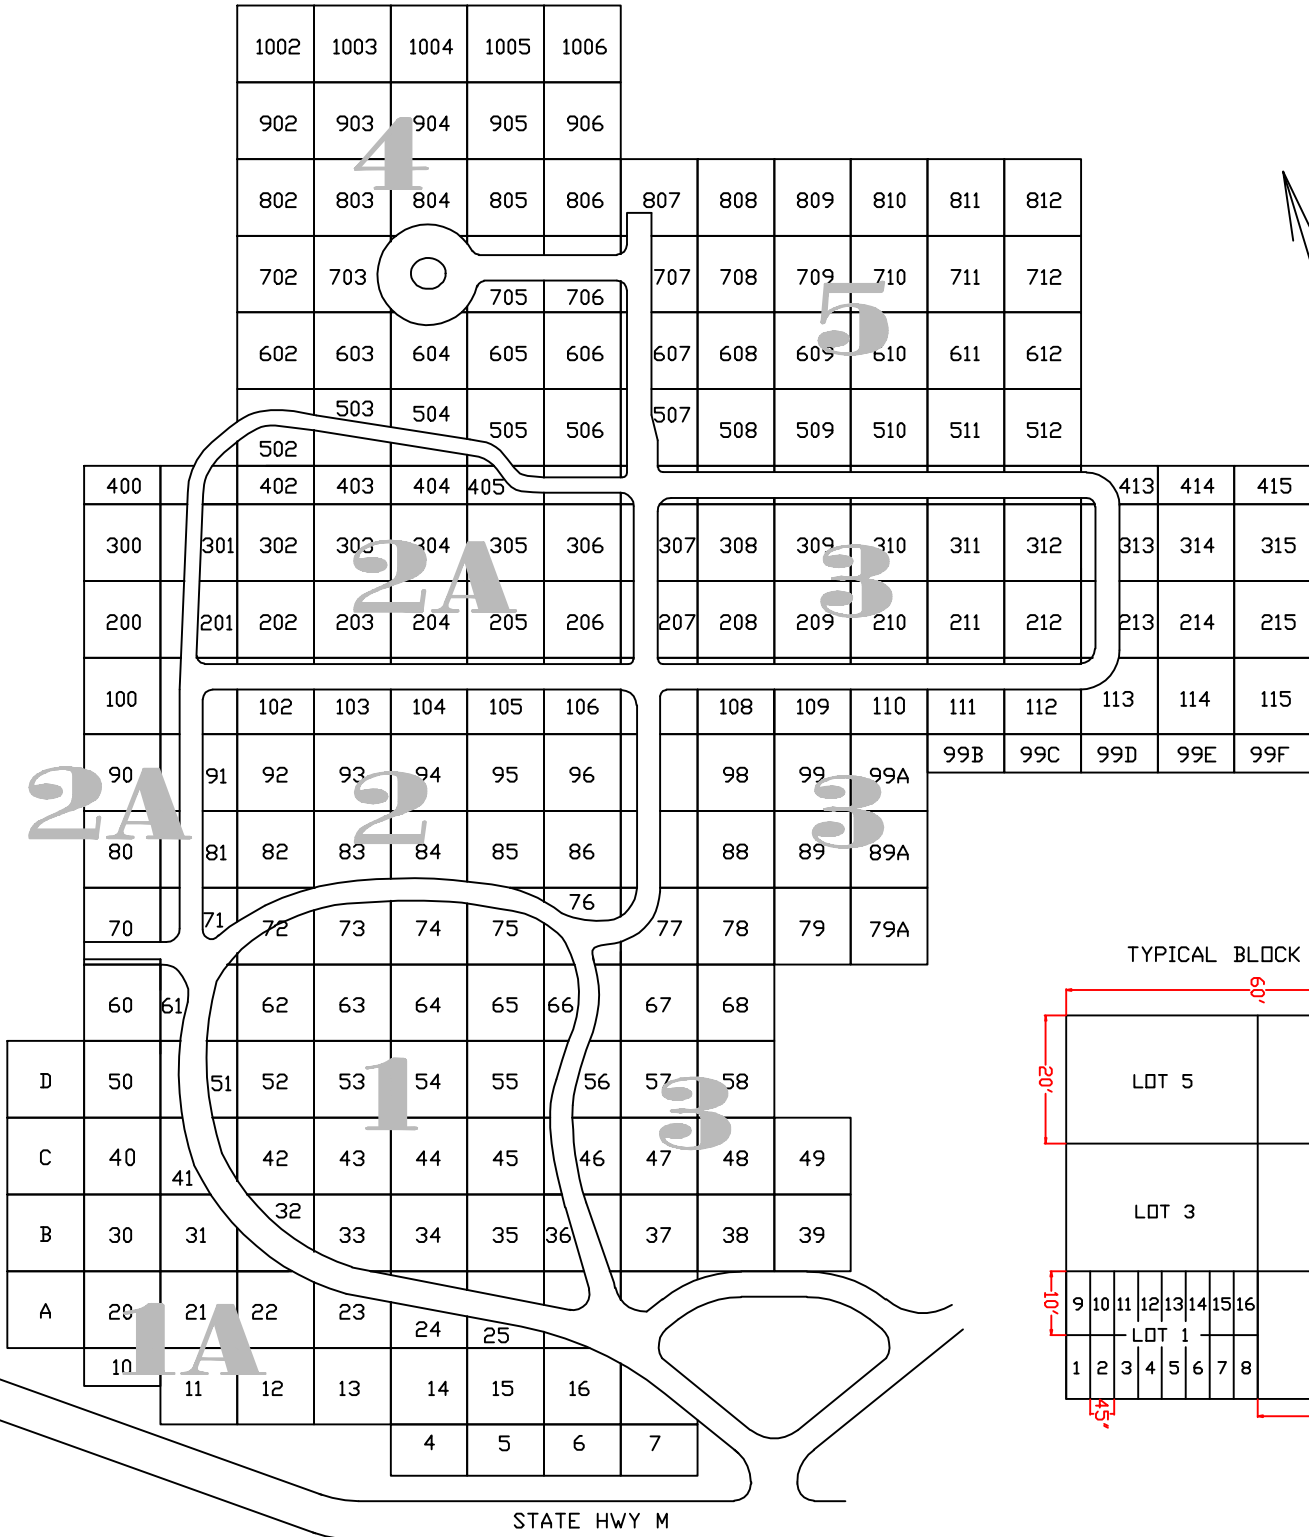 1002 1003 1004 1005 1006
902 903 904 905 906
4
802 803 804 805 806 807 808 809 810 811 812
702 703 705 706 707 708 709 710 711 712
5
602 603 604 605 606 607 608 609 610 611 612
502 503 504 505 506 507 508 509 510 511 512
400 402 403 404 405 413 414 415
300 301 302 303 304 305 306 307 308 309 310 311 312 313 314 315
2A 3
200 201 202 203 204 205 206 207 208 209 210 211 212 213 214 215
100 102 103 104 105 106 108 109 110 111 112 113 114 115
99B 99C 99D 99E 99F
90 91 92 93 94 95 96 98 99 99A
2A 2 3
80 81 82 83 84 85 86 88 89 89A
70 71 72 73 74 75 76 77 78 79 79A
60 61 62 63 64 65 66 67 68
D 50 51 52 53 54 55 56 57 58
1 3
C 40 41 42 43 44 45 46 47 48 49
B 30 31 32 33 34 35 36 37 38 39
A 20 21 22 23 24 25
1A
10 11 12 13 14 15 16
4 5 6 7
STATE HWY M
TYPICAL BLOCK
60'
20'
LOT 5
LOT 3
10'
9 10 11 12 13 14 15 16
LOT 1
1 2 3 4 5 6 7 8
45"